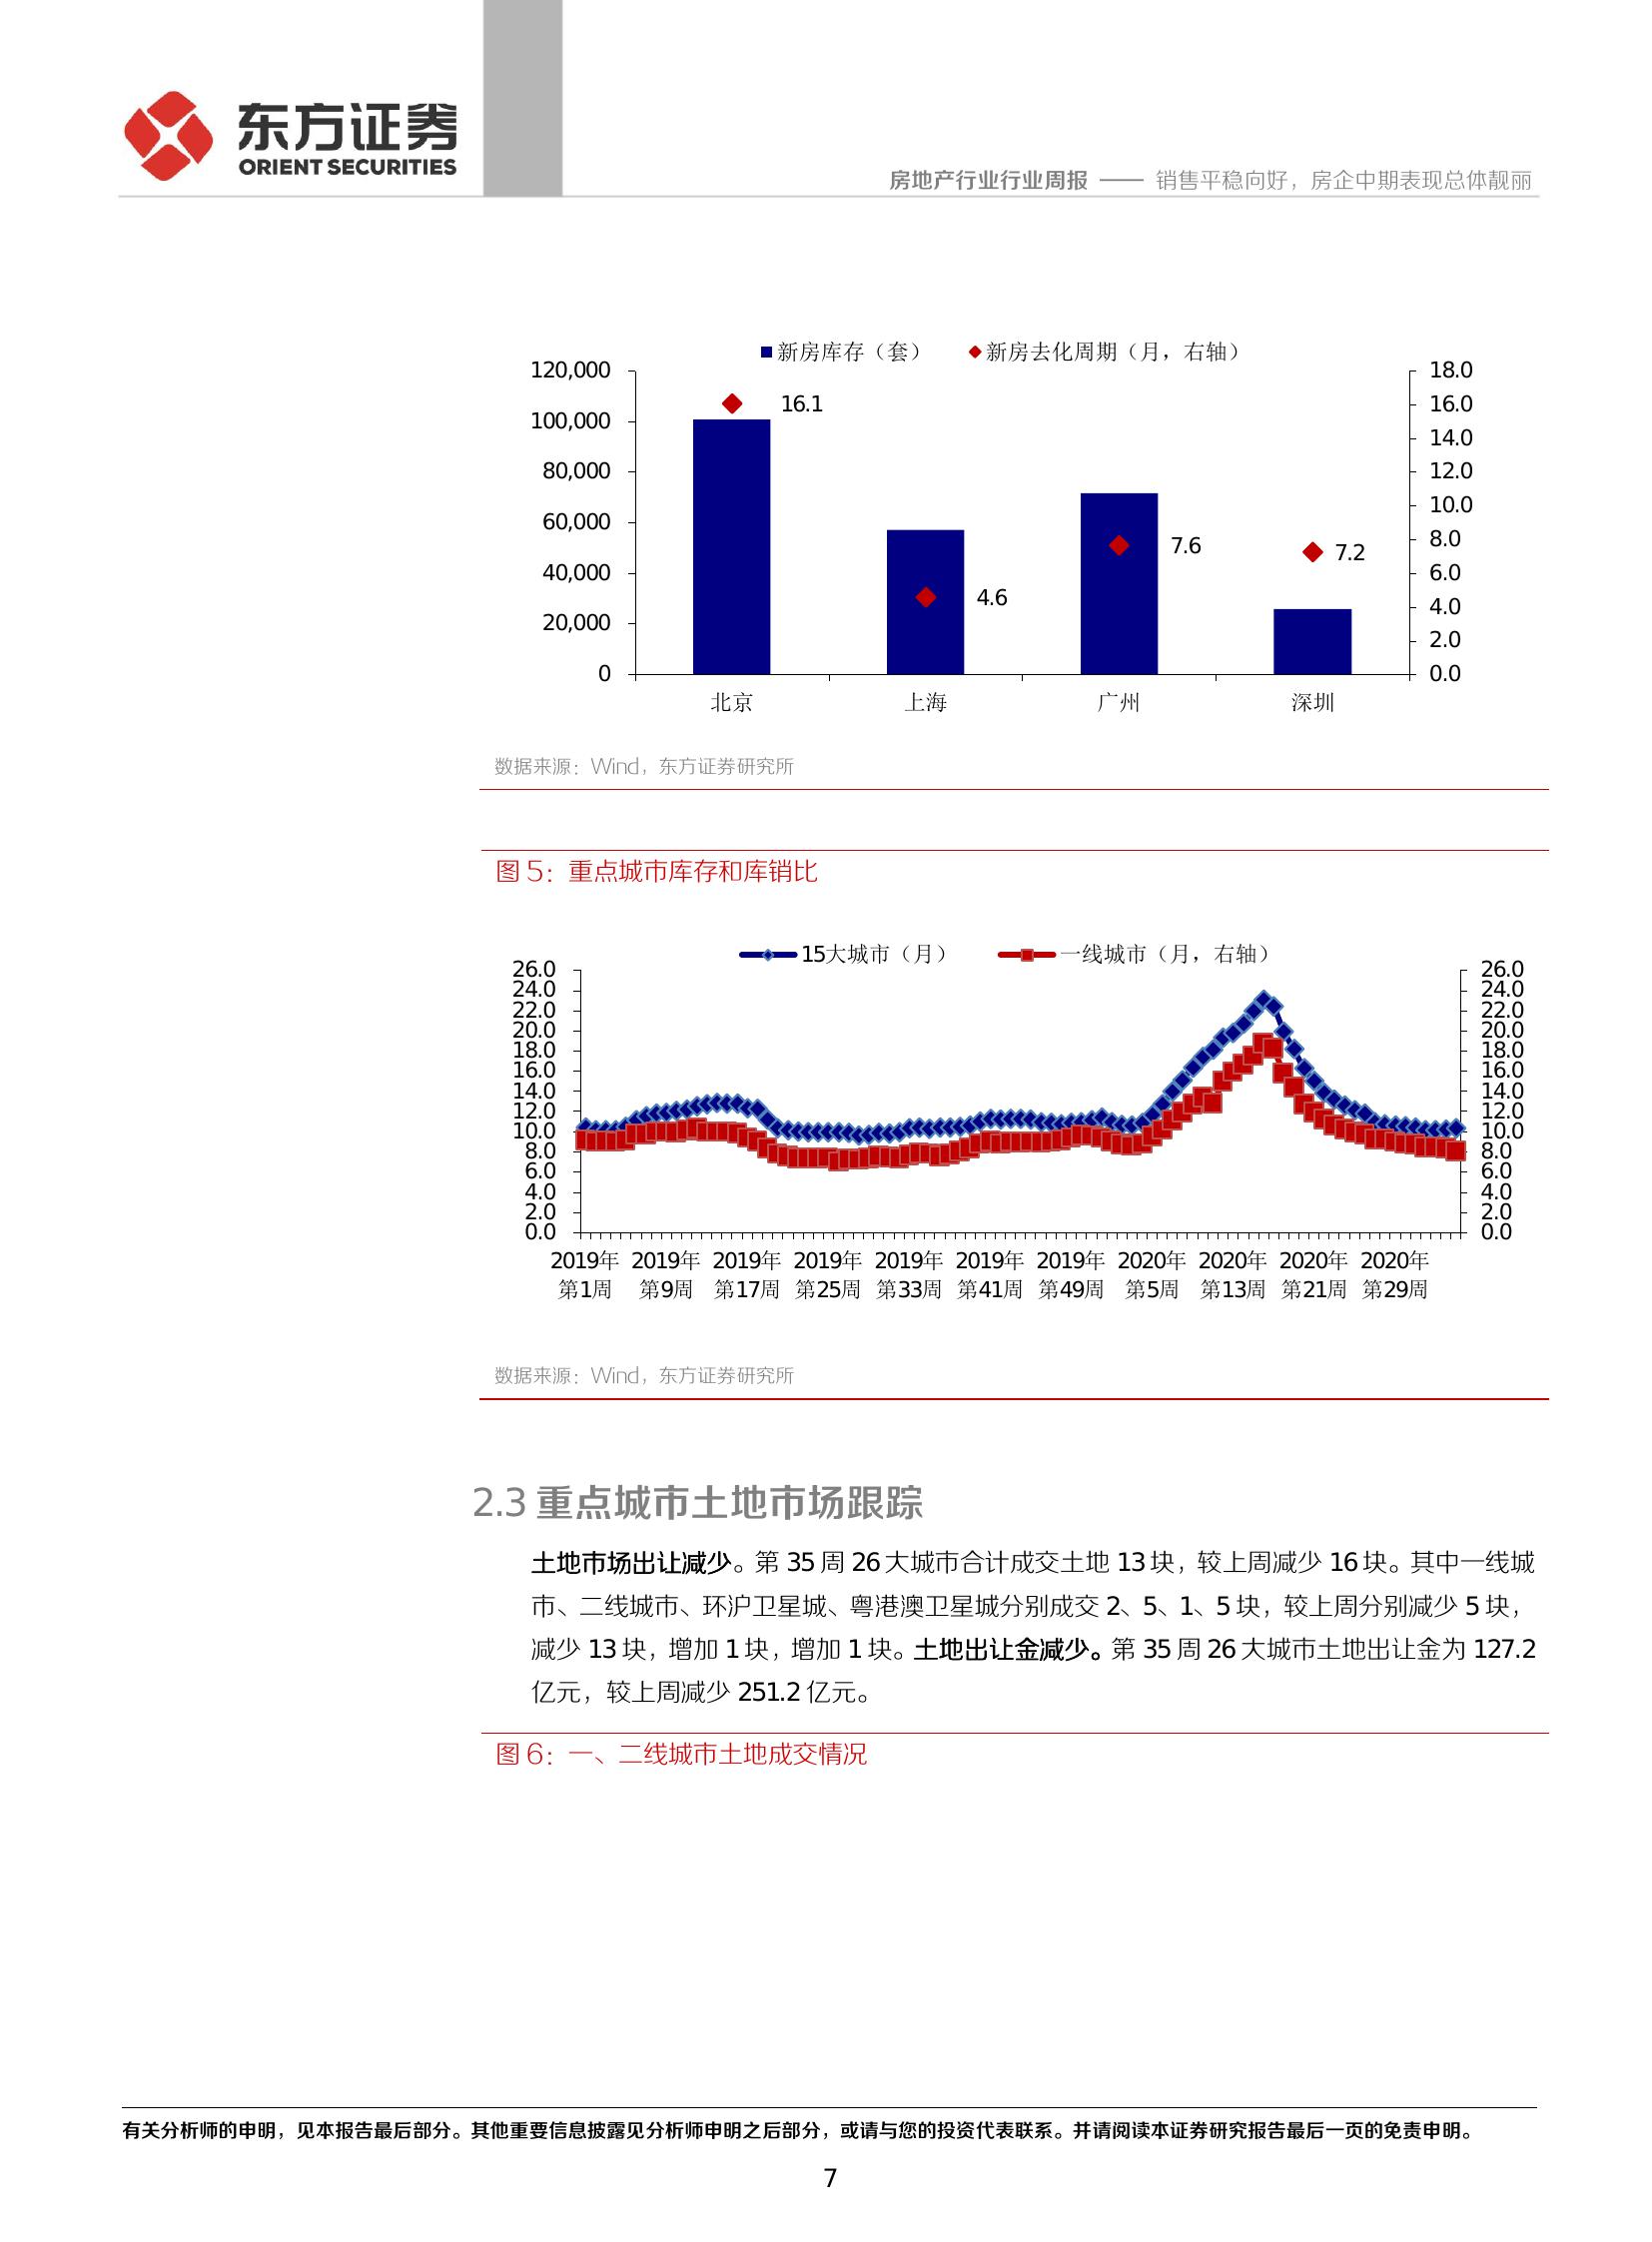 东方证券
ORIENT SECURITIES
房地产行业行业周报 —— 销售平稳向好，房企中期表现总体靓丽
新房库存（套） 新房去化周期（月，右轴）
120,000
100,000
80,000
60,000
40,000
20,000
0
18.0
16.0
14.0
12.0
10.0
8.0
6.0
4.0
2.0
0.0
16.1
4.6
7.6
7.2
北京 上海 广州 深圳
数据来源：Wind，东方证券研究所
图 5：重点城市库存和库销比
15大城市（月） 一线城市（月，右轴）
26.0
24.0
22.0
20.0
18.0
16.0
14.0
12.0
10.0
8.0
6.0
4.0
2.0
0.0
26.0
24.0
22.0
20.0
18.0
16.0
14.0
12.0
10.0
8.0
6.0
4.0
2.0
0.0
2019年 2019年 2019年 2019年 2019年 2019年 2019年 2020年 2020年 2020年 2020年
第1周 第9周 第17周 第25周 第33周 第41周 第49周 第5周 第13周 第21周 第29周
数据来源：Wind，东方证券研究所
2.3 重点城市土地市场跟踪
土地市场出让减少。第 35 周 26 大城市合计成交土地 13 块，较上周减少 16 块。其中一线城
市、二线城市、环沪卫星城、粤港澳卫星城分别成交 2、5、1、5 块，较上周分别减少 5 块，
减少 13 块，增加 1 块，增加 1 块。土地出让金减少。第 35 周 26 大城市土地出让金为 127.2
亿元，较上周减少 251.2 亿元。
图 6：一、二线城市土地成交情况
有关分析师的申明，见本报告最后部分。其他重要信息披露见分析师申明之后部分，或请与您的投资代表联系。并请阅读本证券研究报告最后一页的免责申明。
7